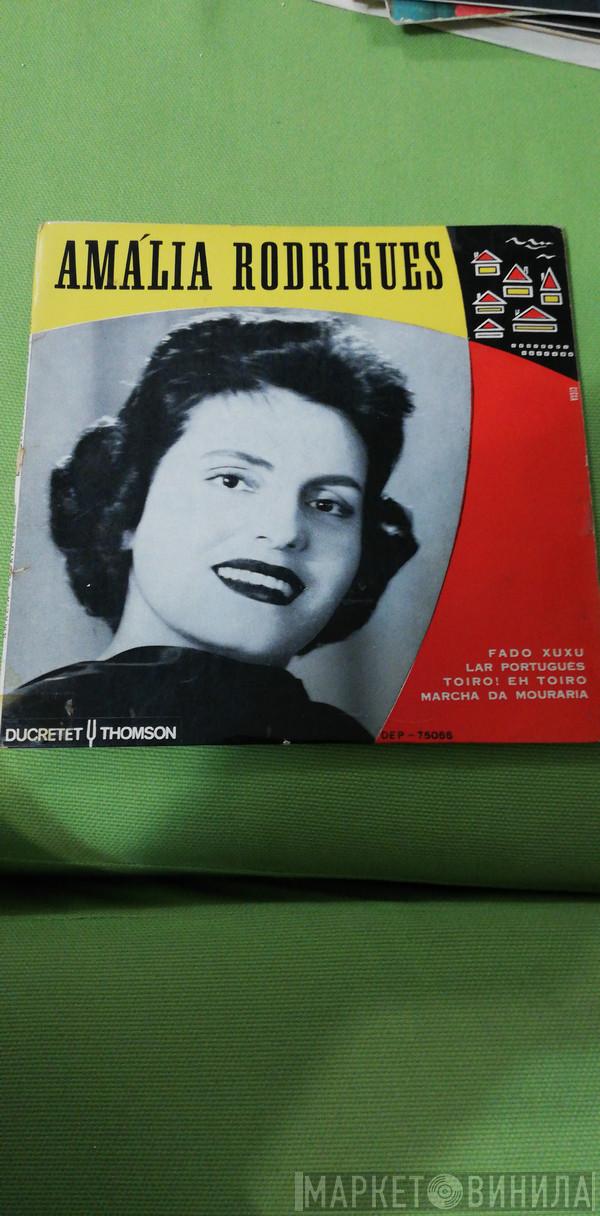 AMÁLIA RODRIGUES
FADO XUXU
LAR PORTUGUÊS
TOIRO! EH TOIRO
MARCHA DA MOURARIA
DUCRETET THOMSON
DEP - 75066
МАРКЕТ ВИНИЛА